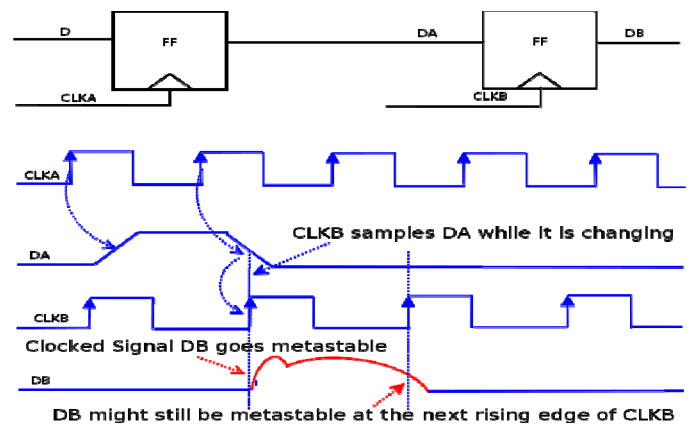 D
FF
DA
FF
DB
CLKA
CLKB
CLKA
CLKB samples DA while it is changing
DA
CLKB
Clocked Signal DB goes metastable
DB
DB might still be metastable at the next rising edge of CLKB